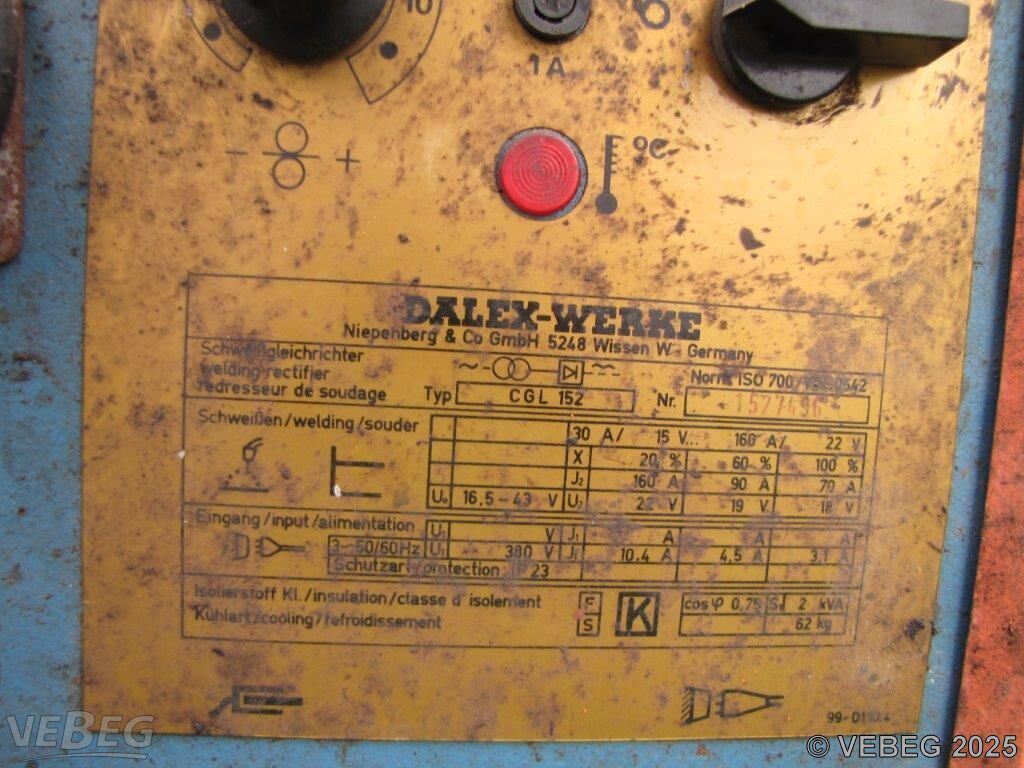 10
1A
°C
- +
DALEX-WERKE
Niepenberg & Co GmbH 5248 Wissen W-Germany
Schweißgleichrichter
welding rectifier
redresseur de soudage
Norm ISO 700
0542
Typ CGL 152 Nr. 1527496
Schweißen/welding/souder
30 A/ 15 V... 160 A/ 22 V
X 20 % 60 % 100 %
J2 160 A 90 A 70 A
U0 16,5-43 V U2 22 V 19 V 18 V
Eingang/input/alimentation U1 V J1 A A A
3~50/60Hz U1 380 V J1 10,4 A 4,5 A 3,1 A
Schutzart/protection IP 23
Isolierstoff Kl./insulation/classe d'isolement F K cos φ 0,75 S1 2 kVA
Kühlart/cooling/refroidissement S 62 kg
VEBEG
© VEBEG 2025